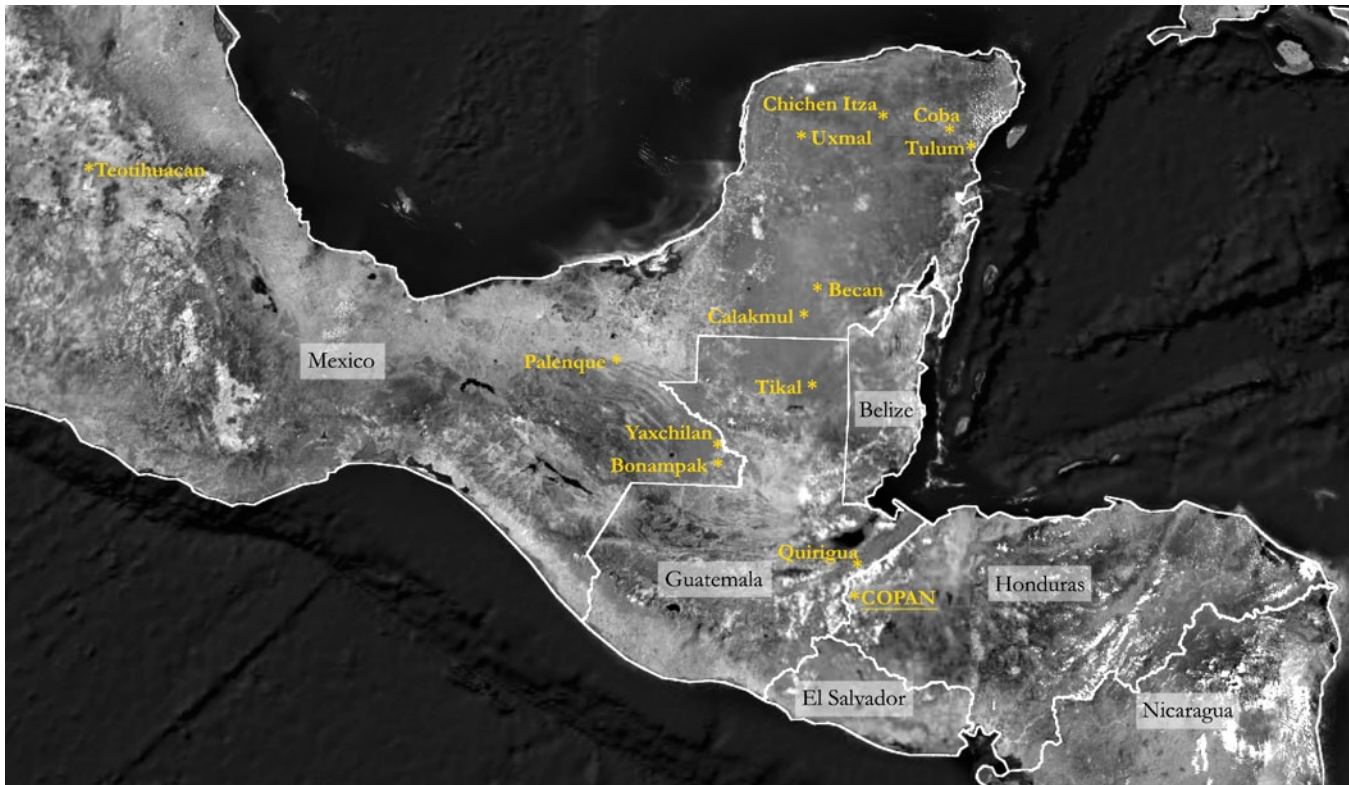 Chichen Itza
Coba
Uxmal
Tulum
Teotihuacan
Becan
Calakmul
Mexico
Palenque
Tikal
Belize
Yaxchilan
Bonampak
Quirigua
Guatemala
Honduras
COPAN
El Salvador
Nicaragua